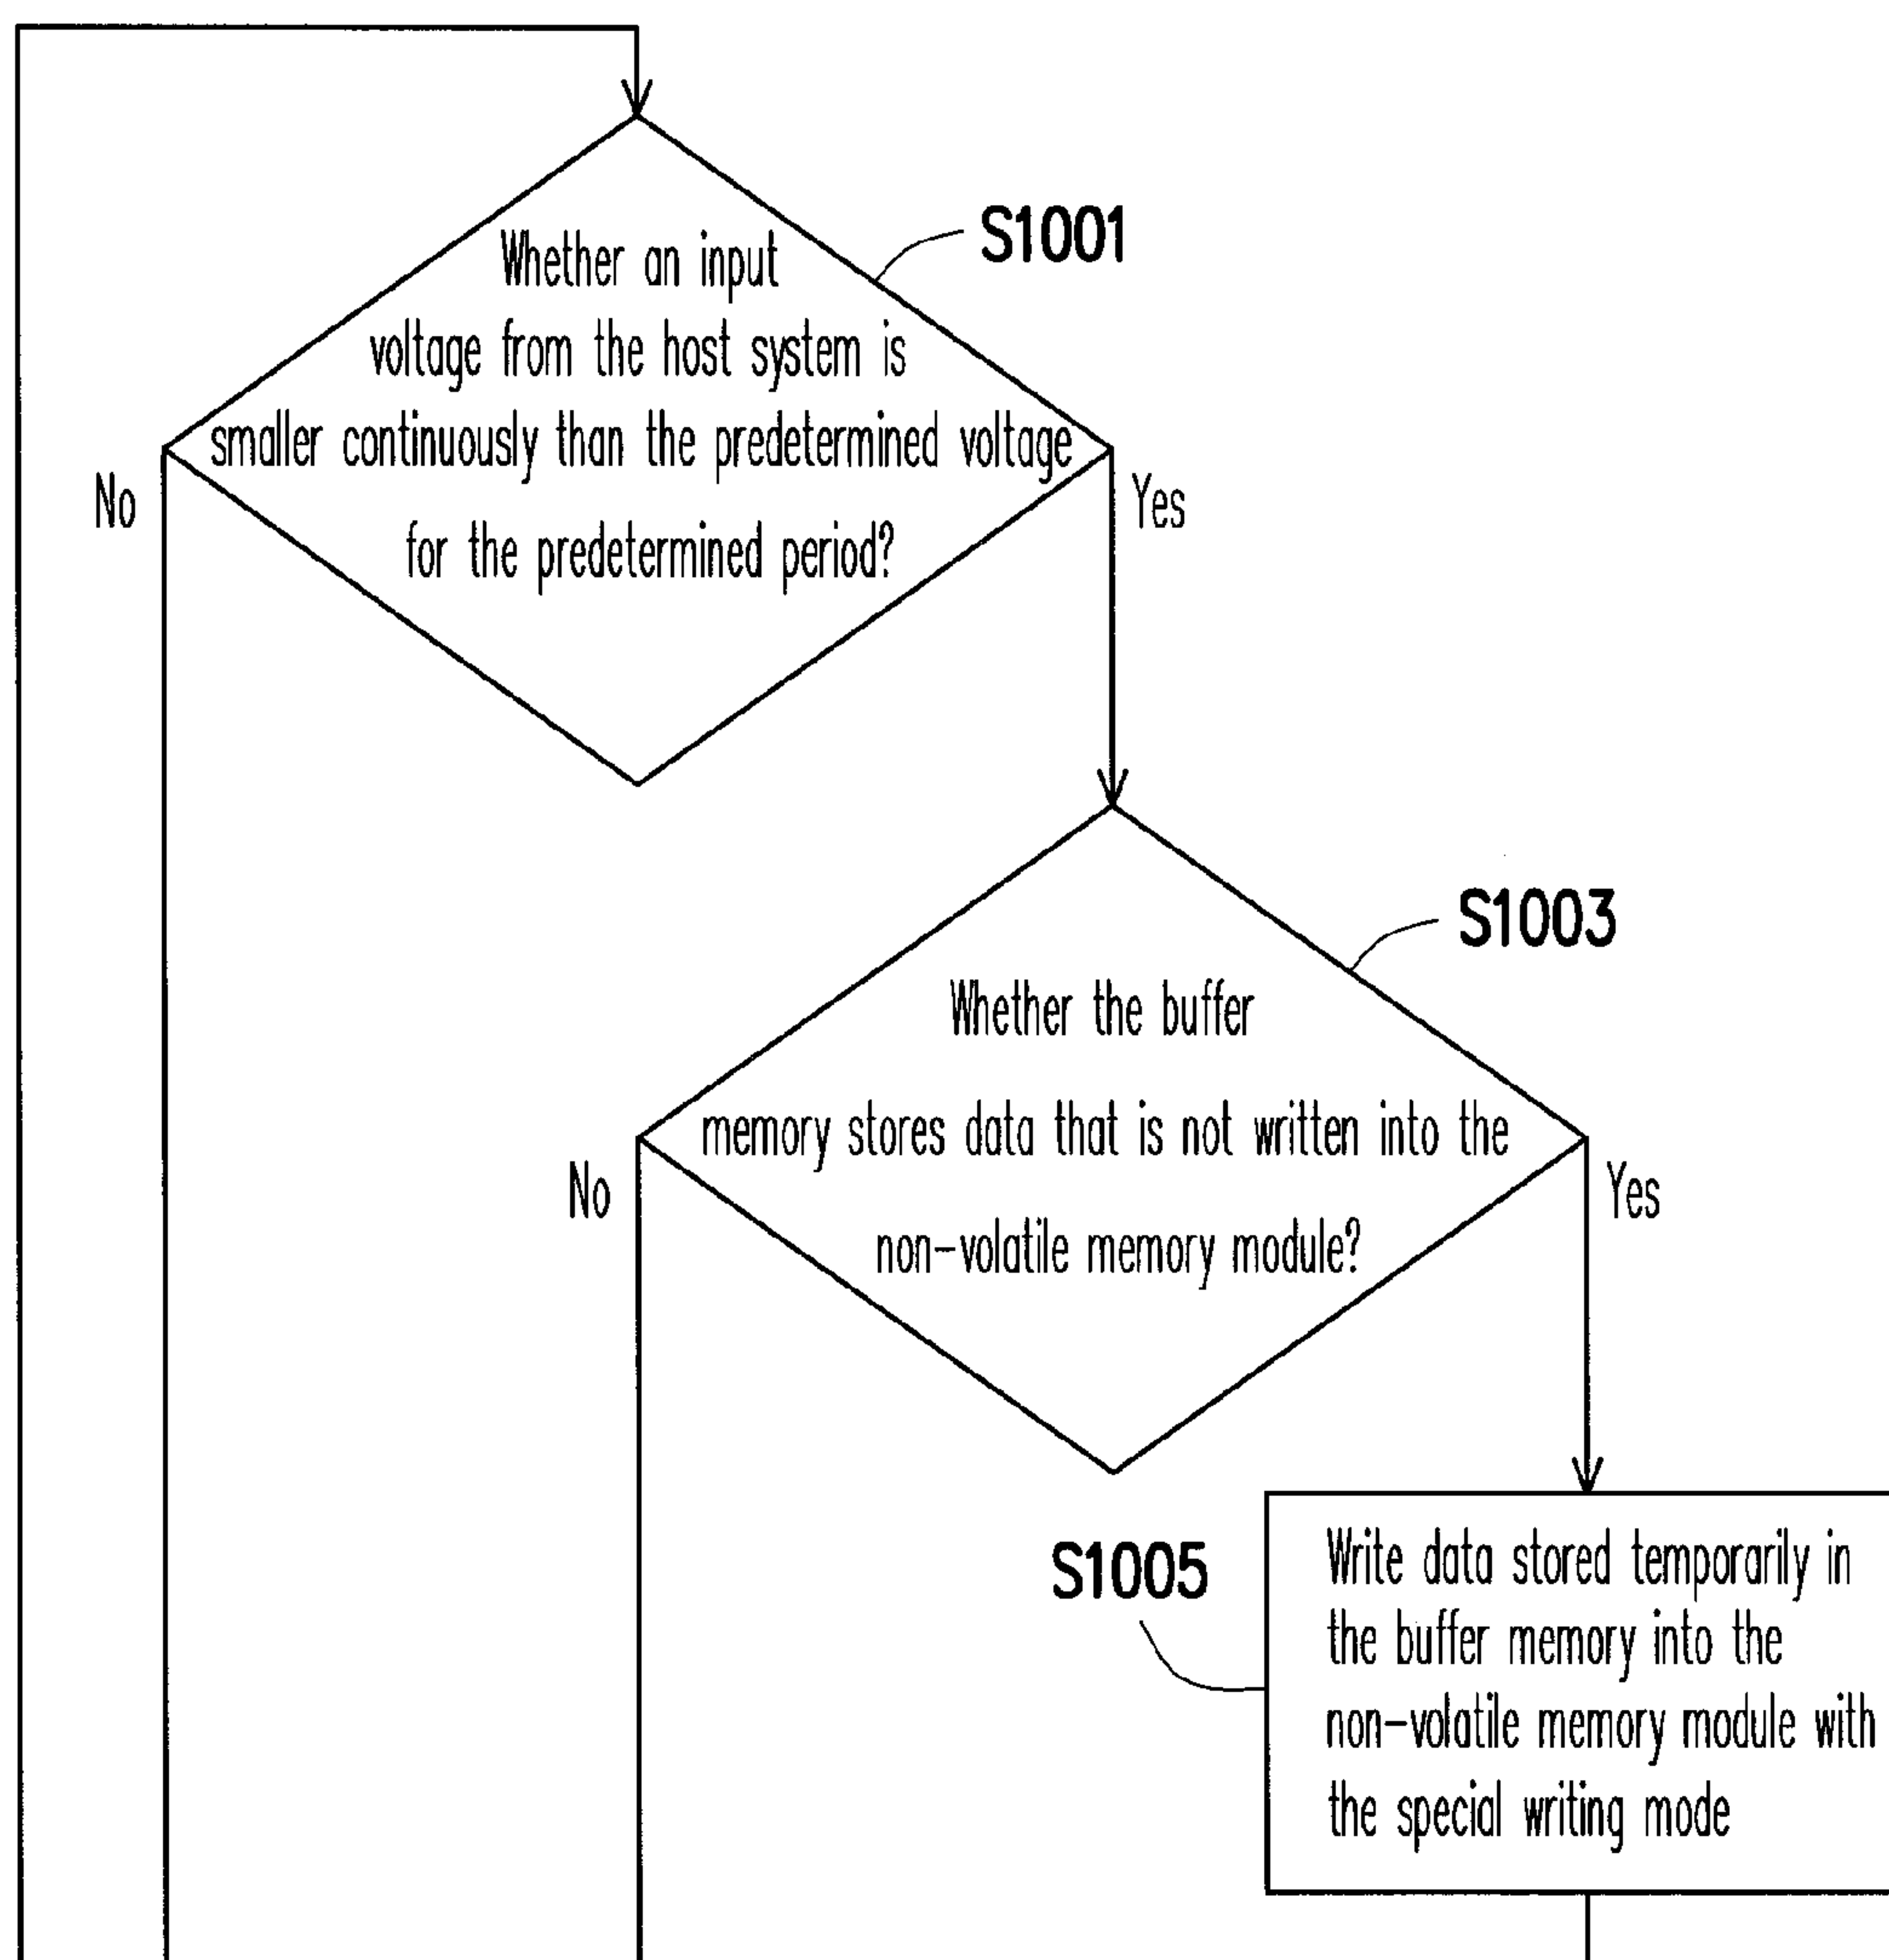 S1001
Whether an input
voltage from the host system is
smaller continuously than the predetermined voltage
for the predetermined period?
No
Yes
S1003
Whether the buffer
memory stores data that is not written into the
non-volatile memory module?
No
Yes
S1005
Write data stored temporarily in
the buffer memory into the
non-volatile memory module with
the special writing mode